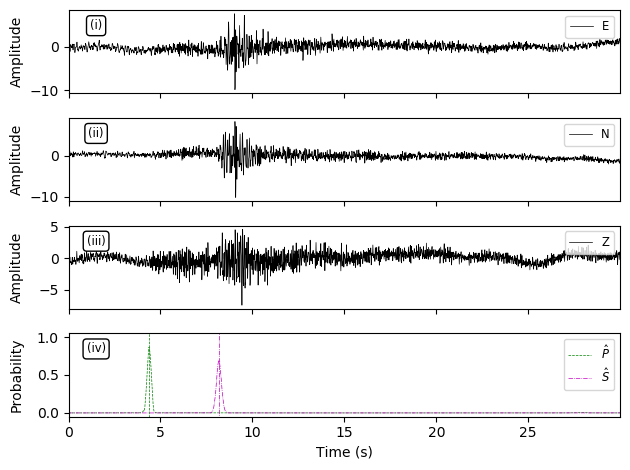 (i)
E
Amplitude
0
−10
(ii)
N
Amplitude
0
−10
(iii)
Z
Amplitude
5
0
−5
(iv)
P̂
Ŝ
Probability
1.0
0.5
0.0
0 5 10 15 20 25
Time (s)